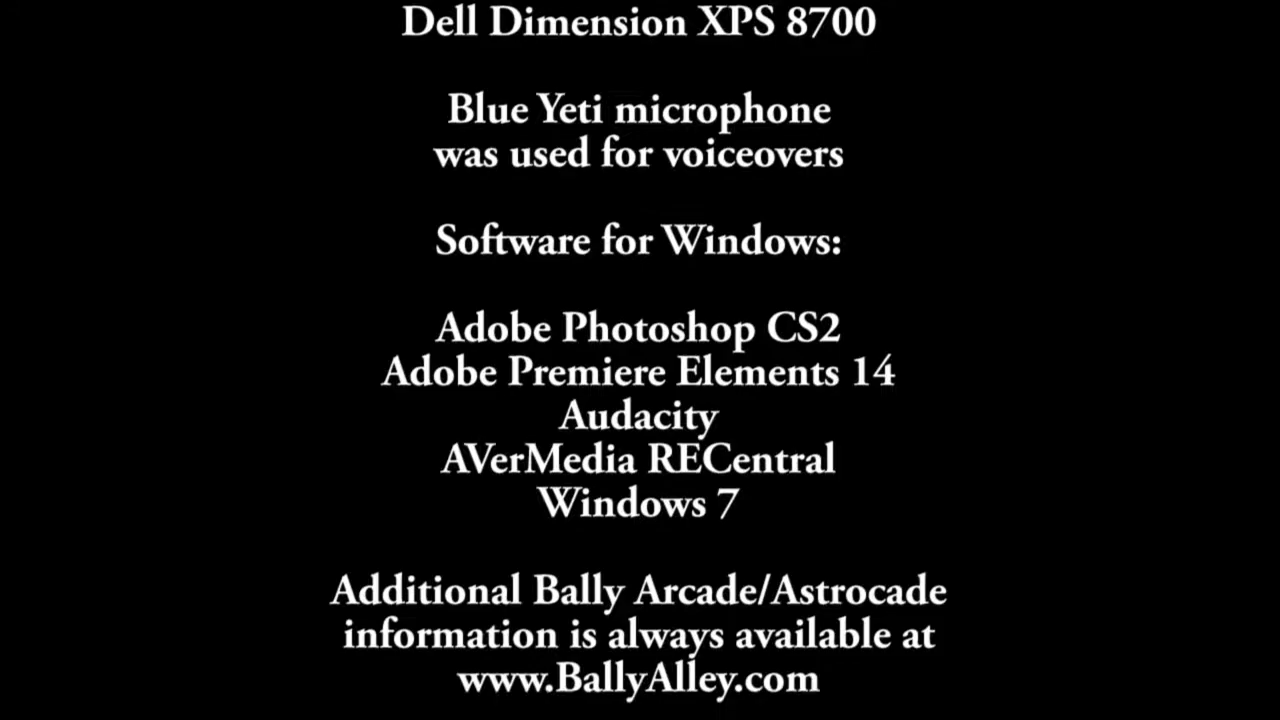 Dell Dimension XPS 8700
Blue Yeti microphone
was used for voiceovers
Software for Windows:
Adobe Photoshop CS2
Adobe Premiere Elements 14
Audacity
AVerMedia RECentral
Windows 7
Additional Bally Arcade/Astrocade
information is always available at
www.BallyAlley.com